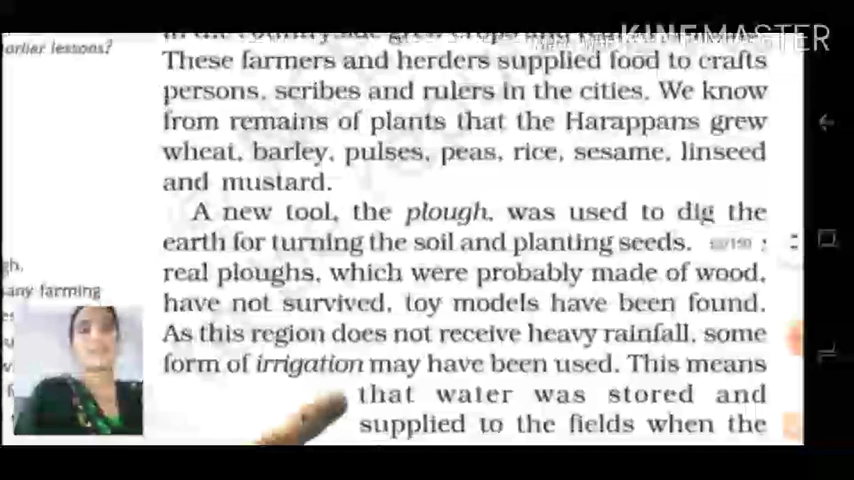 KINEMASTER
earlier lessons?
These farmers and herders supplied food to crafts
persons, scribes and rulers in the cities. We know
from remains of plants that the Harappans grew
wheat, barley, pulses, peas, rice, sesame, linseed
and mustard.
A new tool, the plough, was used to dig the
earth for turning the soil and planting seeds.
real ploughs, which were probably made of wood,
have not survived, toy models have been found.
As this region does not receive heavy rainfall, some
form of irrigation may have been used. This means
that water was stored and
supplied to the fields when the
gh.
any farming